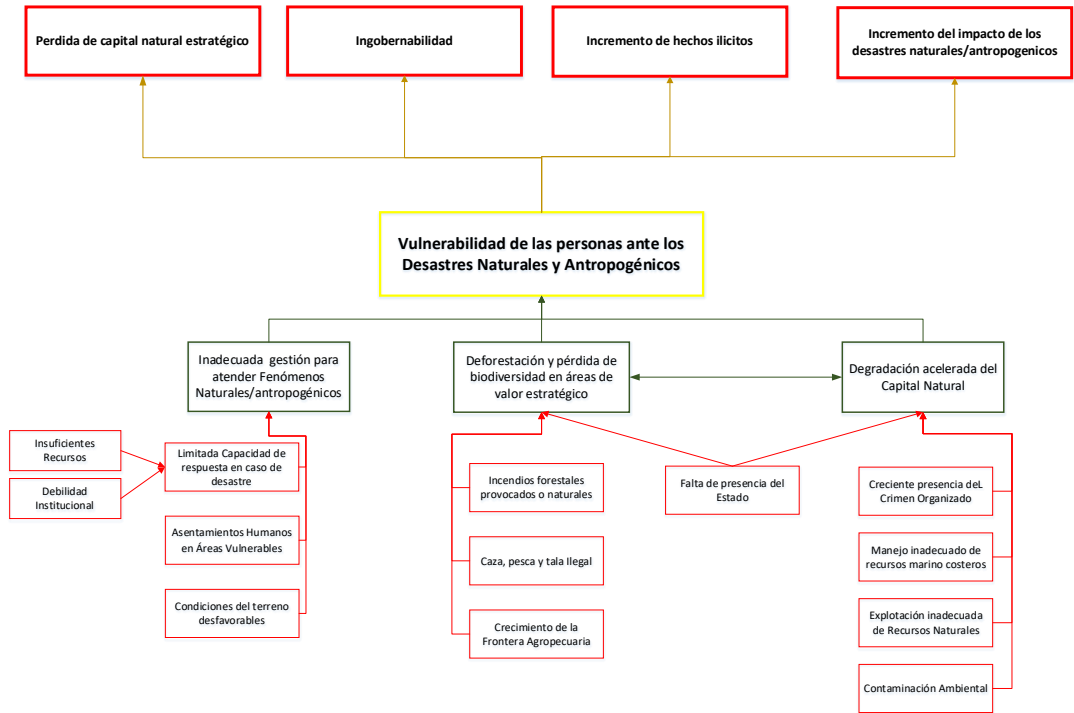 Perdida de capital natural estratégico
Ingobernabilidad
Incremento de hechos ilicitos
Incremento del impacto de los
desastres naturales/antropogenicos
Vulnerabilidad de las personas ante los
Desastres Naturales y Antropogénicos
Inadecuada gestión para
atender Fenómenos
Naturales/antropogénicos
Deforestación y pérdida de
biodiversidad en áreas de
valor estratégico
Degradación acelerada del
Capital Natural
Insuficientes
Recursos
Debilidad
Institucional
Limitada Capacidad de
respuesta en caso de
desastre
Asentamientos Humanos
en Áreas Vulnerables
Condiciones del terreno
desfavorables
Incendios forestales
provocados o naturales
Caza, pesca y tala Ilegal
Crecimiento de la
Frontera Agropecuaria
Falta de presencia del
Estado
Creciente presencia deL
Crimen Organizado
Manejo inadecuado de
recursos marino costeros
Explotación inadecuada
de Recursos Naturales
Contaminación Ambiental